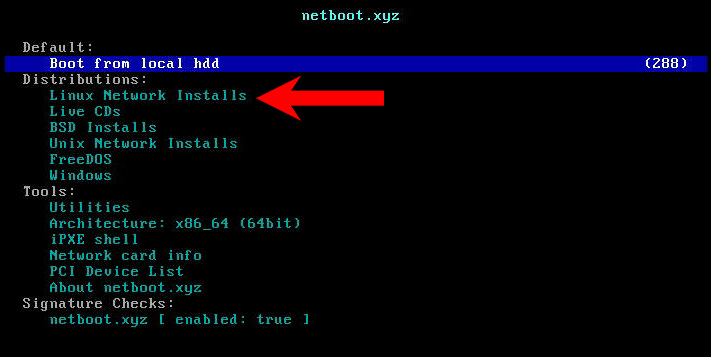 netboot.xyz
Default:
Boot from local hdd (288)
Distributions:
Linux Network Installs
Live CDs
BSD Installs
Unix Network Installs
FreeDOS
Windows
Tools:
Utilities
Architecture: x86_64 (64bit)
iPXE shell
Network card info
PCI Device List
About netboot.xyz
Signature Checks:
netboot.xyz [ enabled: true ]